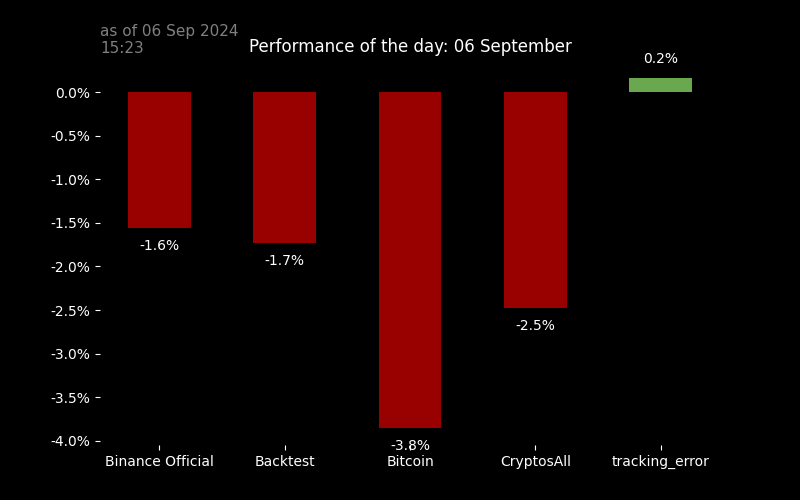 as of 06 Sep 2024
15:23
Performance of the day: 06 September
0.2%
0.0%
-0.5%
-1.0%
-1.5%
-2.0%
-2.5%
-3.0%
-3.5%
-4.0%
-1.6%
-1.7%
-3.8%
-2.5%
Binance Official
Backtest
Bitcoin
CryptosAll
tracking_error